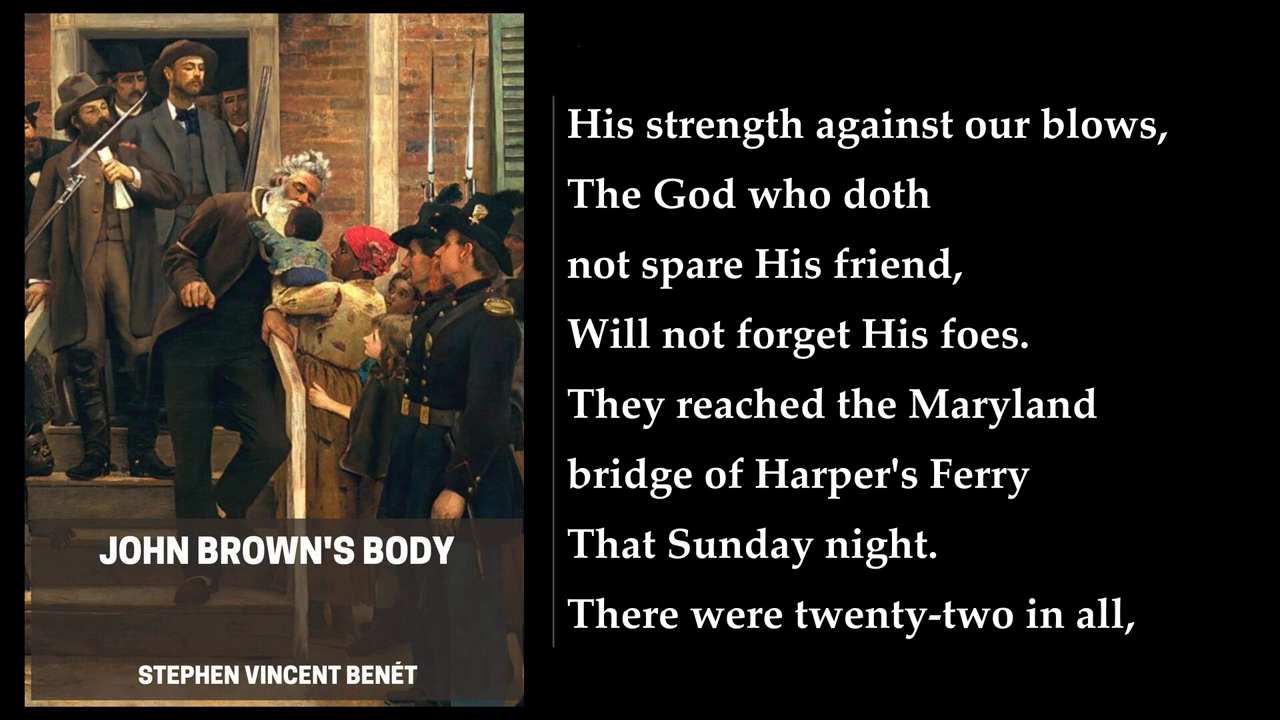 His strength against our blows,
The God who doth
not spare His friend,
Will not forget His foes.
They reached the Maryland
bridge of Harper's Ferry
That Sunday night.
There were twenty-two in all,
JOHN BROWN'S BODY
STEPHEN VINCENT BENÉT